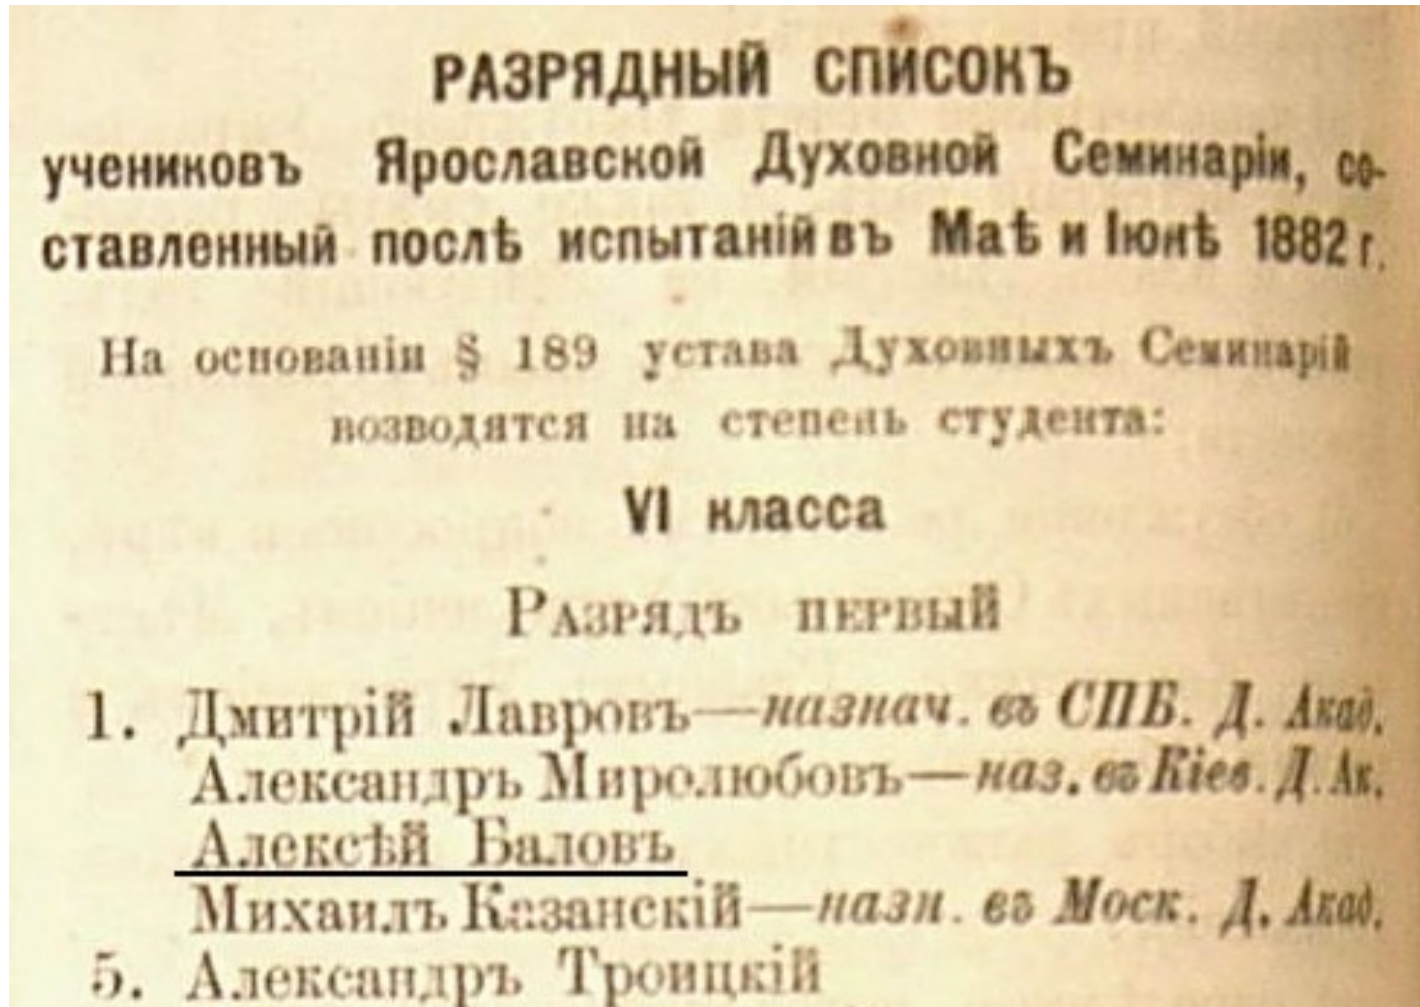 РАЗРЯДНЫЙ СПИСОКЪ
учениковъ Ярославской Духовной Семинаріи, со-
ставленный послѣ испытаній въ Маѣ и Іюнѣ 1882 г.
На основаніи § 189 устава Духовныхъ Семинарій
возводятся на степень студента:
VI класса
РАЗРЯДЪ ПЕРВЫЙ
1. Дмитрій Лавровъ—назнач. въ СПБ. Д. Акад.
Александръ Миролюбовъ—наз. въ Кіев. Д. Ак.
Алексѣй Баловъ
Михаилъ Казанскій—назн. въ Моск. Д. Акад.
5. Александръ Троицкій